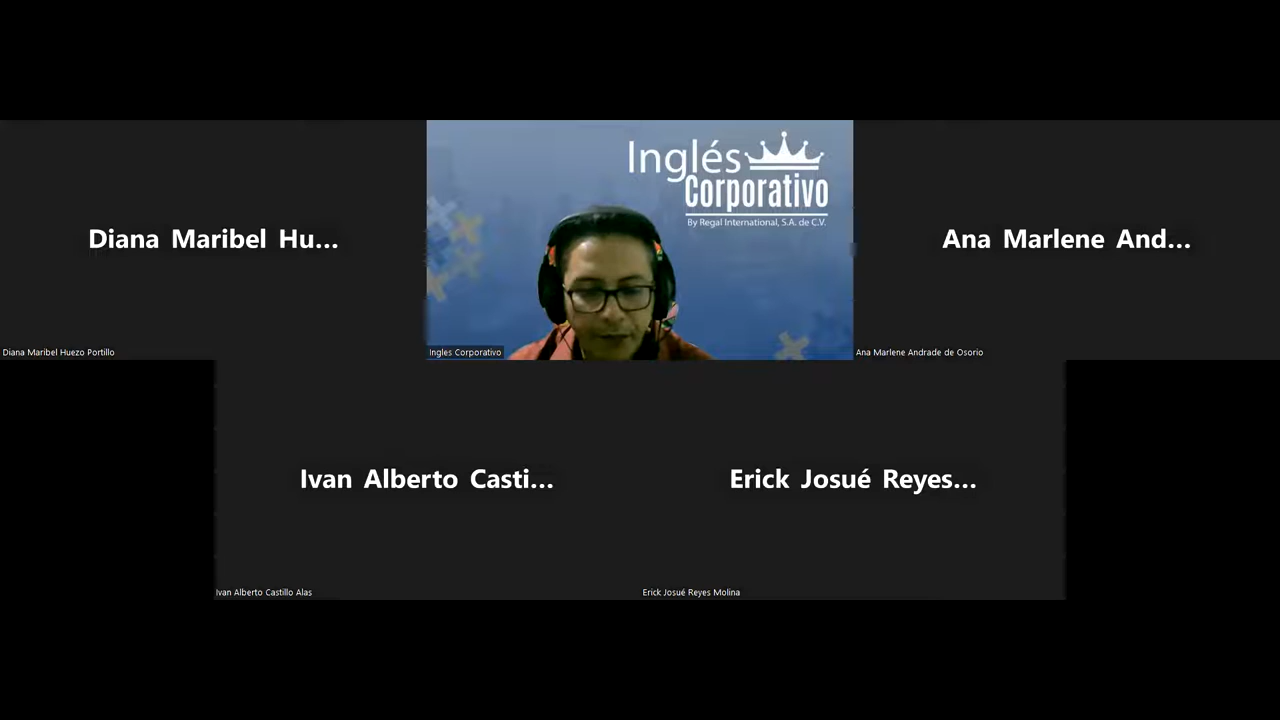 Diana Maribel Hu...
Diana Maribel Huezo Portillo
Inglés
Corporativo
By Regal International, S.A. de C.V.
Ingles Corporativo
Ana Marlene And...
Ana Marlene Andrade de Osorio
Ivan Alberto Casti...
Ivan Alberto Castillo Alas
Erick Josué Reyes...
Erick Josué Reyes Molina